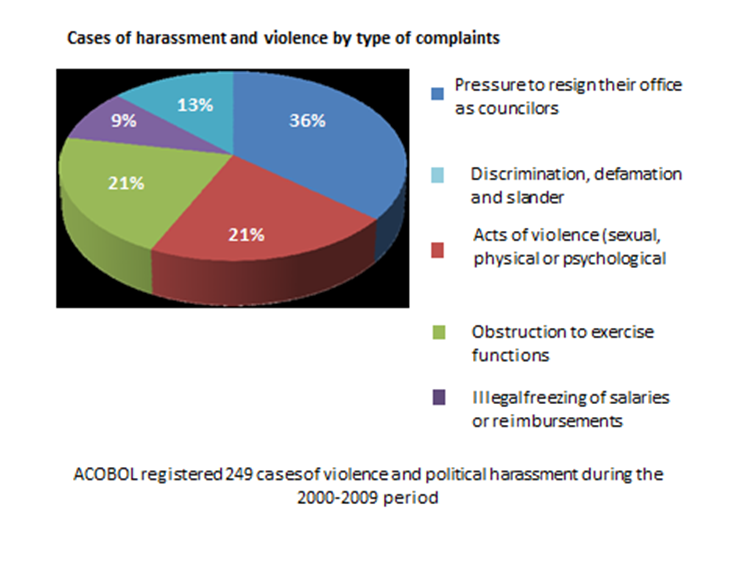 Cases of harassment and violence by type of complaints
13%
36%
9%
21%
21%
Pressure to resign their office
as councilors
Discrimination, defamation
and slander
Acts of violence (sexual,
physical or psychological
Obstruction to exercise
functions
Illegal freezing of salaries
or reimbursements
ACOBOL registered 249 cases of violence and political harassment during the
2000-2009 period